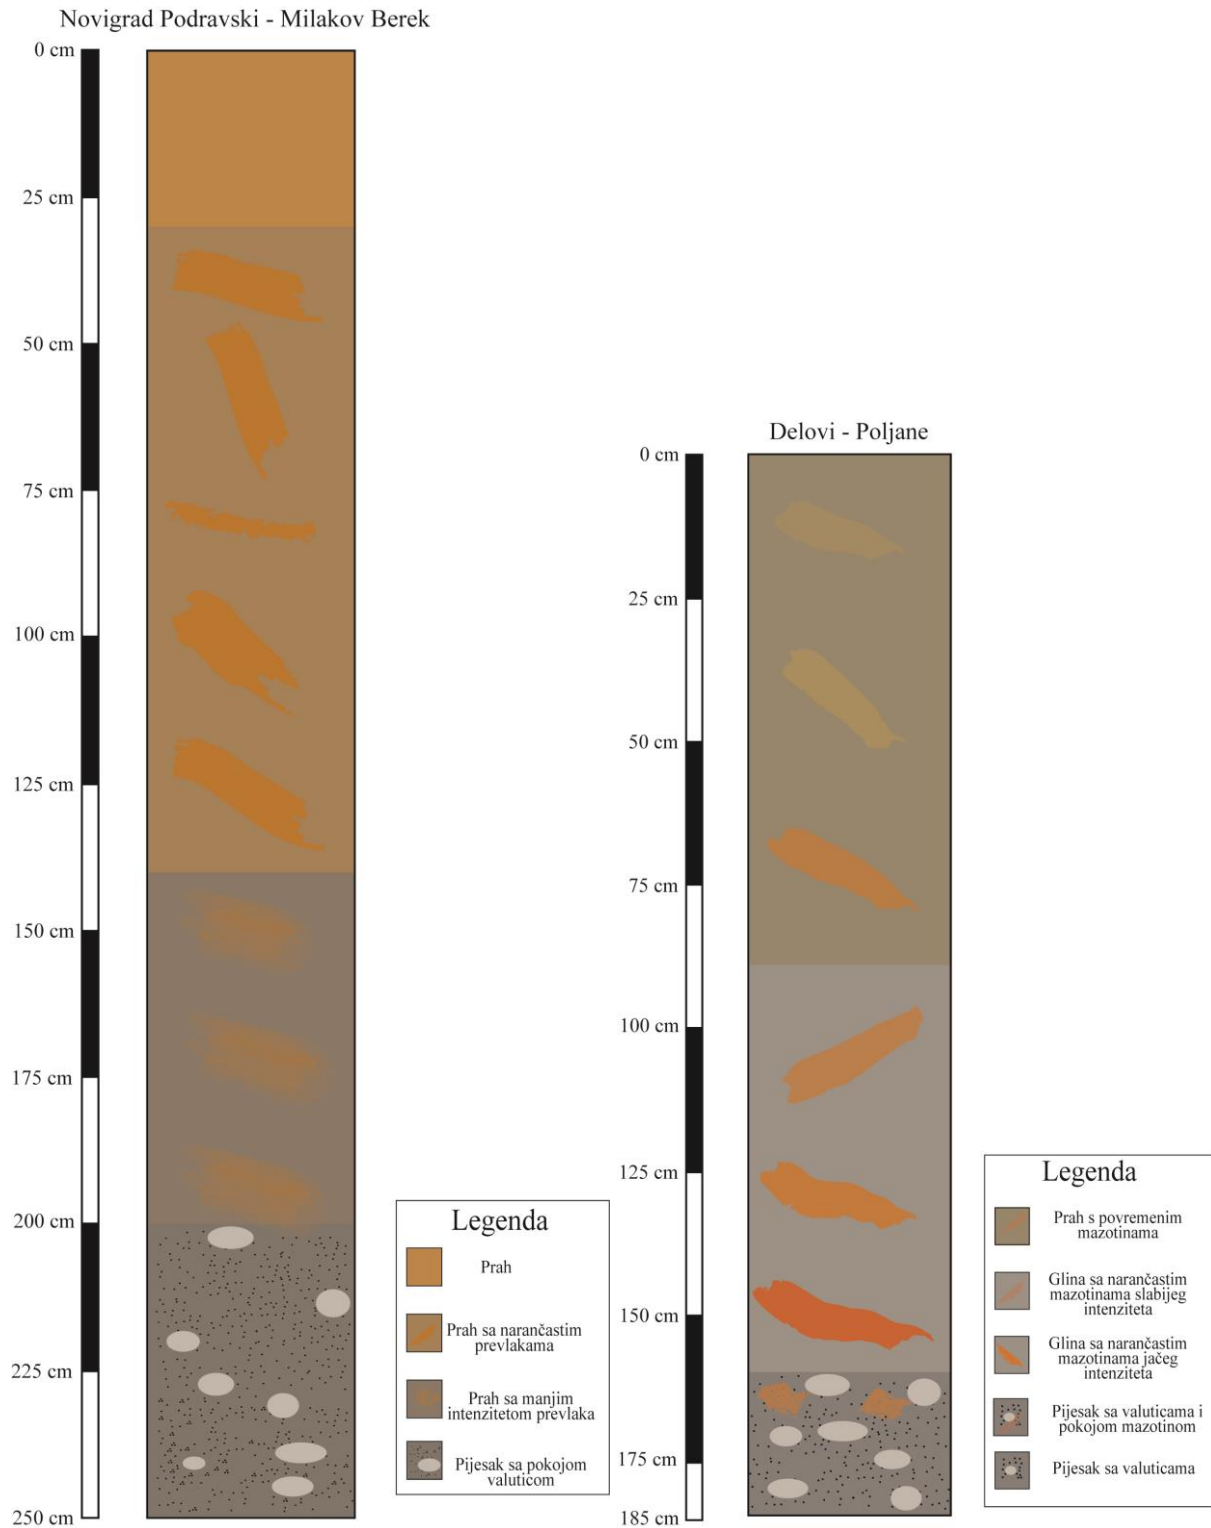 Novigrad Podravski - Milakov Berek
0 cm
25 cm
50 cm
75 cm
100 cm
125 cm
150 cm
175 cm
200 cm
225 cm
250 cm
Legenda
Prah
Prah sa narančastim
prevlakama
Prah sa manjim
intenzitetom prevlaka
Pijesak sa pokojom
valuticom
Delovi - Poljane
0 cm
25 cm
50 cm
75 cm
100 cm
125 cm
150 cm
175 cm
185 cm
Legenda
Prah s povremenim
mazotinama
Glina sa narančastim
mazotinama slabijeg
intenziteta
Glina sa narančastim
mazotinama jačeg
intenziteta
Pijesak sa valuticama i
pokojom mazotinom
Pijesak sa valuticama